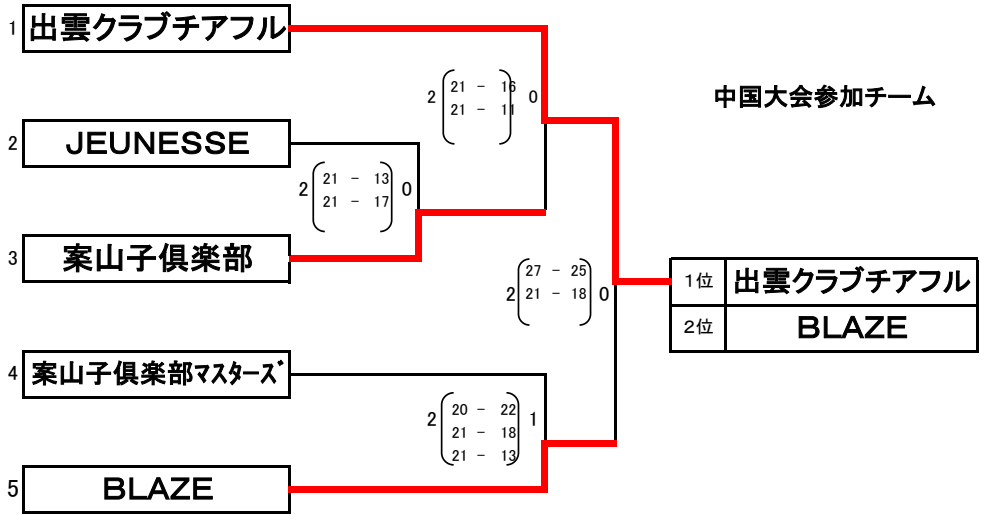 1 出雲クラブチアフル
2 21 - 16 0
21 - 11
中国大会参加チーム
2 JEUNESSE
2 21 - 13 0
21 - 17
3 案山子倶楽部
2 27 - 25 0
21 - 18
1位 出雲クラブチアフル
2位 BLAZE
4 案山子倶楽部ﾏｽﾀｰｽﾞ
2 20 - 22 1
21 - 18
21 - 13
5 BLAZE